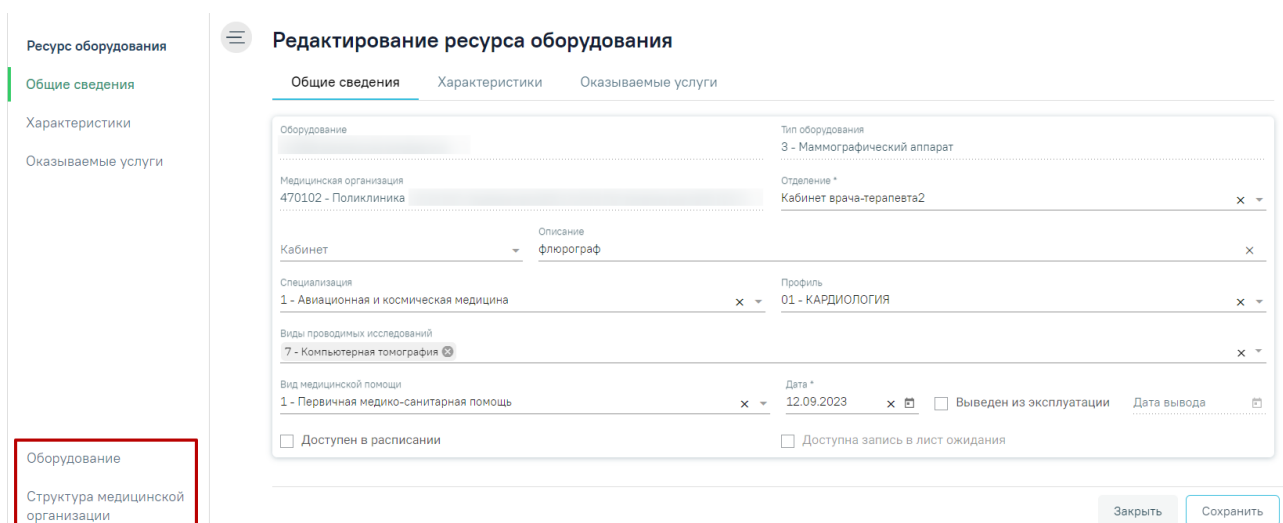 Ресурс оборудования
Общие сведения
Характеристики
Оказываемые услуги
Оборудование
Структура медицинской
организации
Редактирование ресурса оборудования
Общие сведения Характеристики Оказываемые услуги
Оборудование
Тип оборудования
3 - Маммографический аппарат
Медицинская организация
470102 - Поликлиника
Отделение *
Кабинет врача-терапевта2
Кабинет
Описание
флюрограф
Специализация
1 - Авиационная и космическая медицина
Профиль
01 - КАРДИОЛОГИЯ
Виды проводимых исследований
7 - Компьютерная томография
Вид медицинской помощи
1 - Первичная медико-санитарная помощь
Дата *
12.09.2023
Выведен из эксплуатации
Дата вывода
Доступен в расписании
Доступна запись в лист ожидания
Закрыть Сохранить